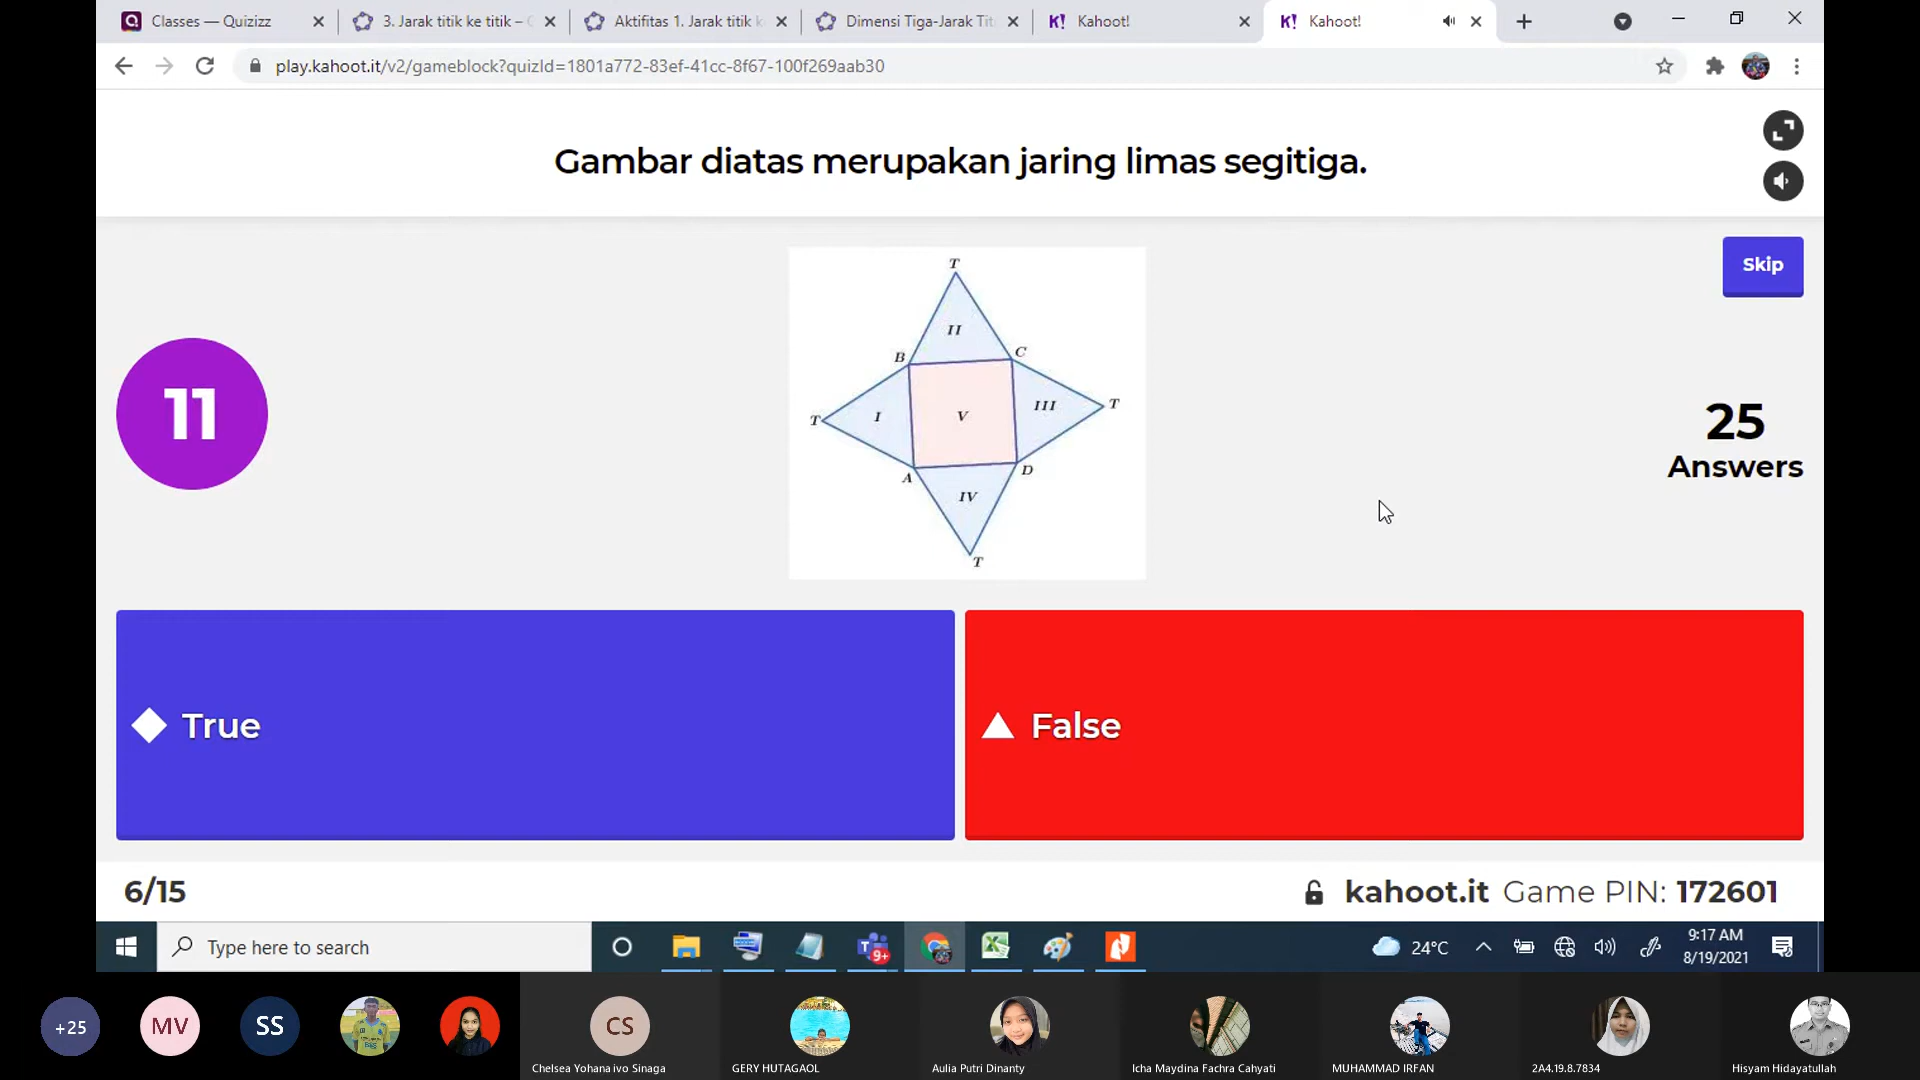 Classes — Quizizz
3. Jarak titik ke titik –
Aktifitas 1. Jarak titik k
Dimensi Tiga-Jarak Tit
Kahoot!
Kahoot!
play.kahoot.it/v2/gameblock?quizId=1801a772-83ef-41cc-8f67-100f269aab30
Gambar diatas merupakan jaring limas segitiga.
Skip
11
T
II
B
C
T
I
V
III
T
A
D
IV
T
25
Answers
True
False
6/15
kahoot.it Game PIN: 172601
Type here to search
9+
24°C
9:17 AM
8/19/2021
+25
MV
SS
CS
Chelsea Yohana ivo Sinaga
GERY HUTAGAOL
Aulia Putri Dinanty
Icha Maydina Fachra Cahyati
MUHAMMAD IRFAN
2A4.19.8.7834
Hisyam Hidayatullah